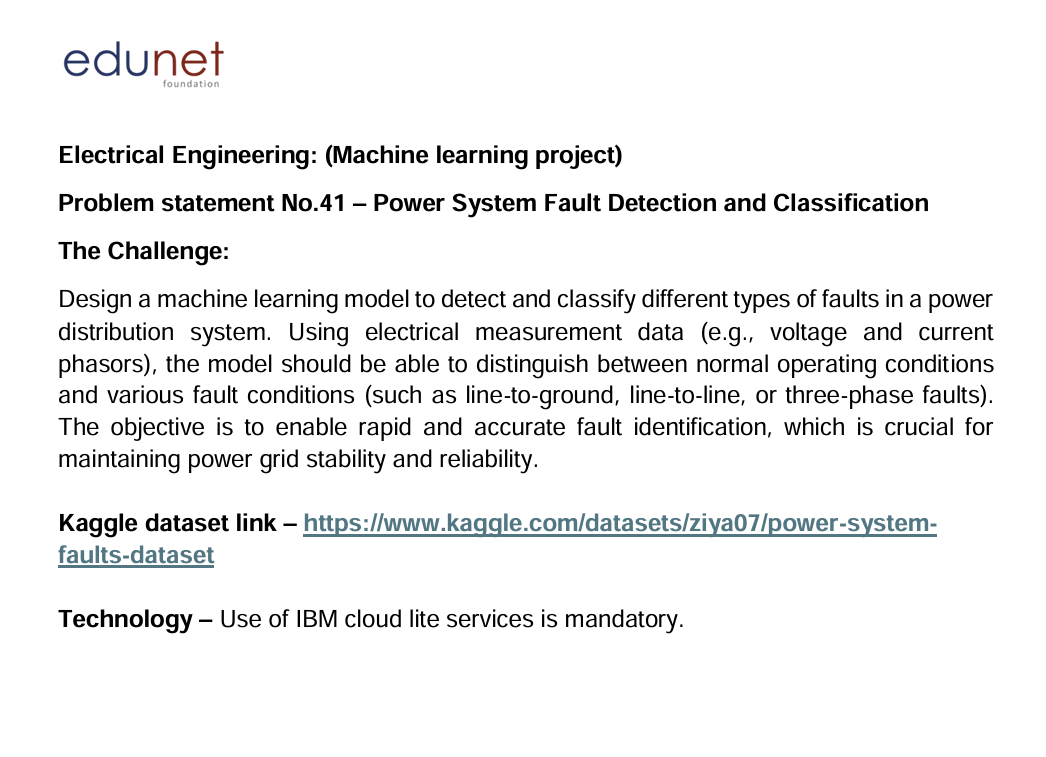 edunet
foundation
Electrical Engineering: (Machine learning project)
Problem statement No.41 – Power System Fault Detection and Classification
The Challenge:
Design a machine learning model to detect and classify different types of faults in a power
distribution system. Using electrical measurement data (e.g., voltage and current
phasors), the model should be able to distinguish between normal operating conditions
and various fault conditions (such as line-to-ground, line-to-line, or three-phase faults).
The objective is to enable rapid and accurate fault identification, which is crucial for
maintaining power grid stability and reliability.
Kaggle dataset link – https://www.kaggle.com/datasets/ziya07/power-system-
faults-dataset
Technology – Use of IBM cloud lite services is mandatory.